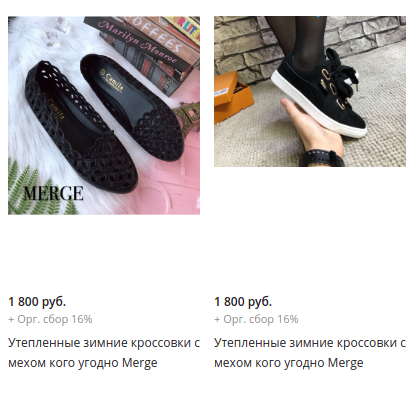 COFFEES
Marilyn Monroe
Camilla
MERGE
1 800 руб.
+ Орг. сбор 16%
Утепленные зимние кроссовки с
мехом кого угодно Merge
1 800 руб.
+ Орг. сбор 16%
Утепленные зимние кроссовки с
мехом кого угодно Merge